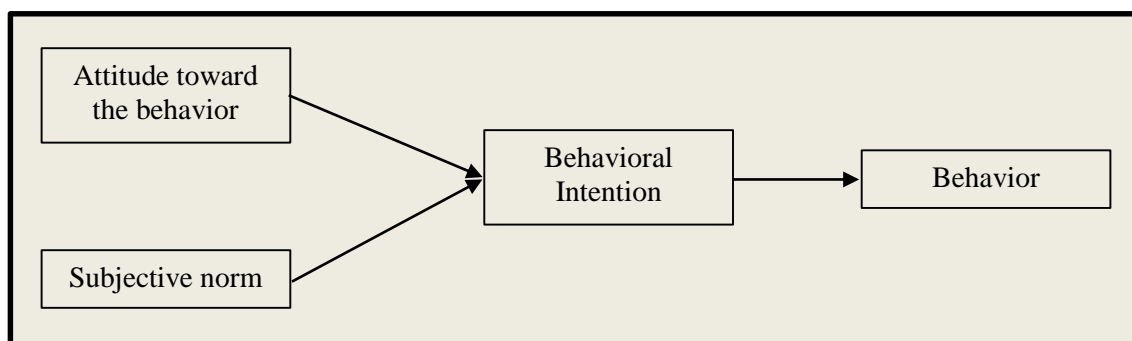 Attitude toward
the behavior
Behavioral
Intention
Behavior
Subjective norm